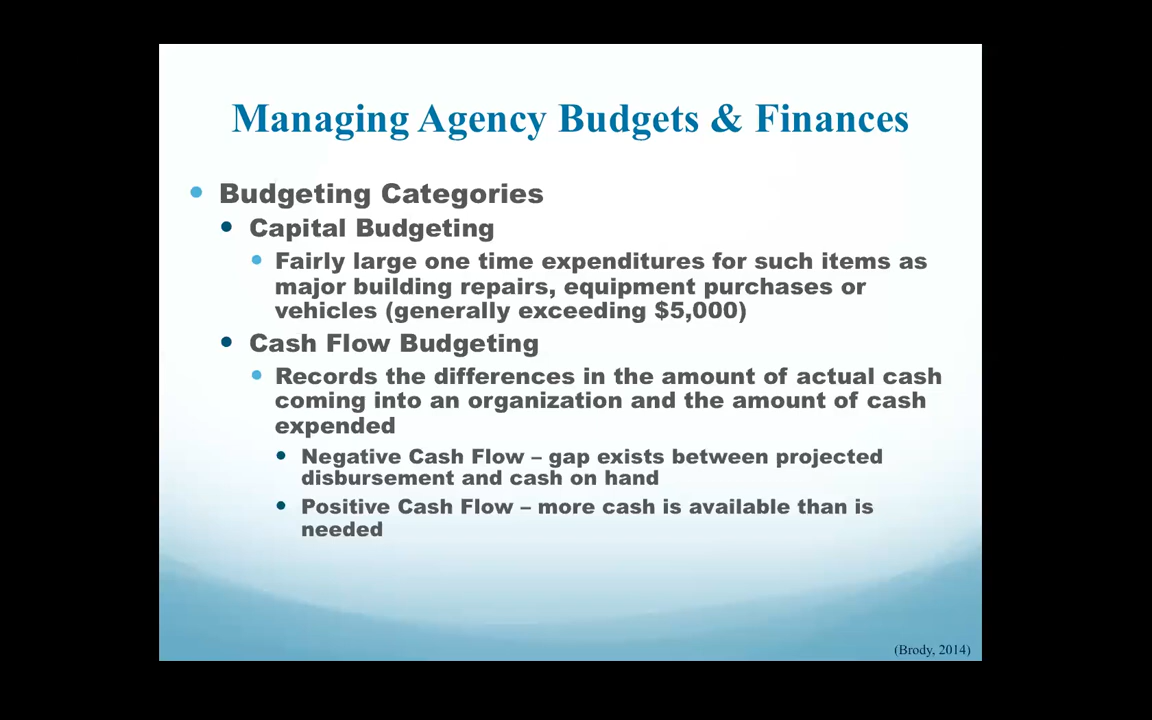 Managing Agency Budgets & Finances
Budgeting Categories
Capital Budgeting
Fairly large one time expenditures for such items as
major building repairs, equipment purchases or
vehicles (generally exceeding $5,000)
Cash Flow Budgeting
Records the differences in the amount of actual cash
coming into an organization and the amount of cash
expended
Negative Cash Flow – gap exists between projected
disbursement and cash on hand
Positive Cash Flow – more cash is available than is
needed
(Brody, 2014)